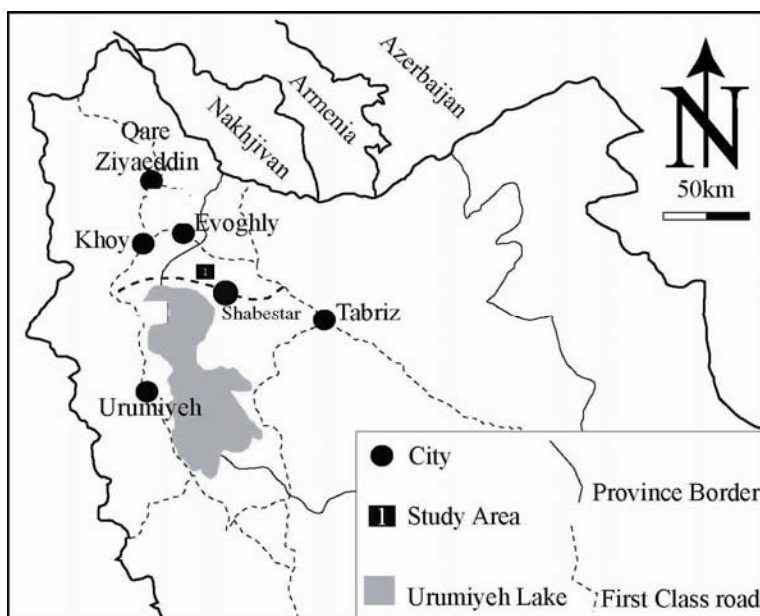 Azerbaijan
Armenia
Nakhjivan
N
50km
Qare
Ziyaeddin
Evoghly
Khoy
1
Shabestar
Tabriz
Urumiyeh
City
Province Border
1 Study Area
Urumiyeh Lake
First Class road